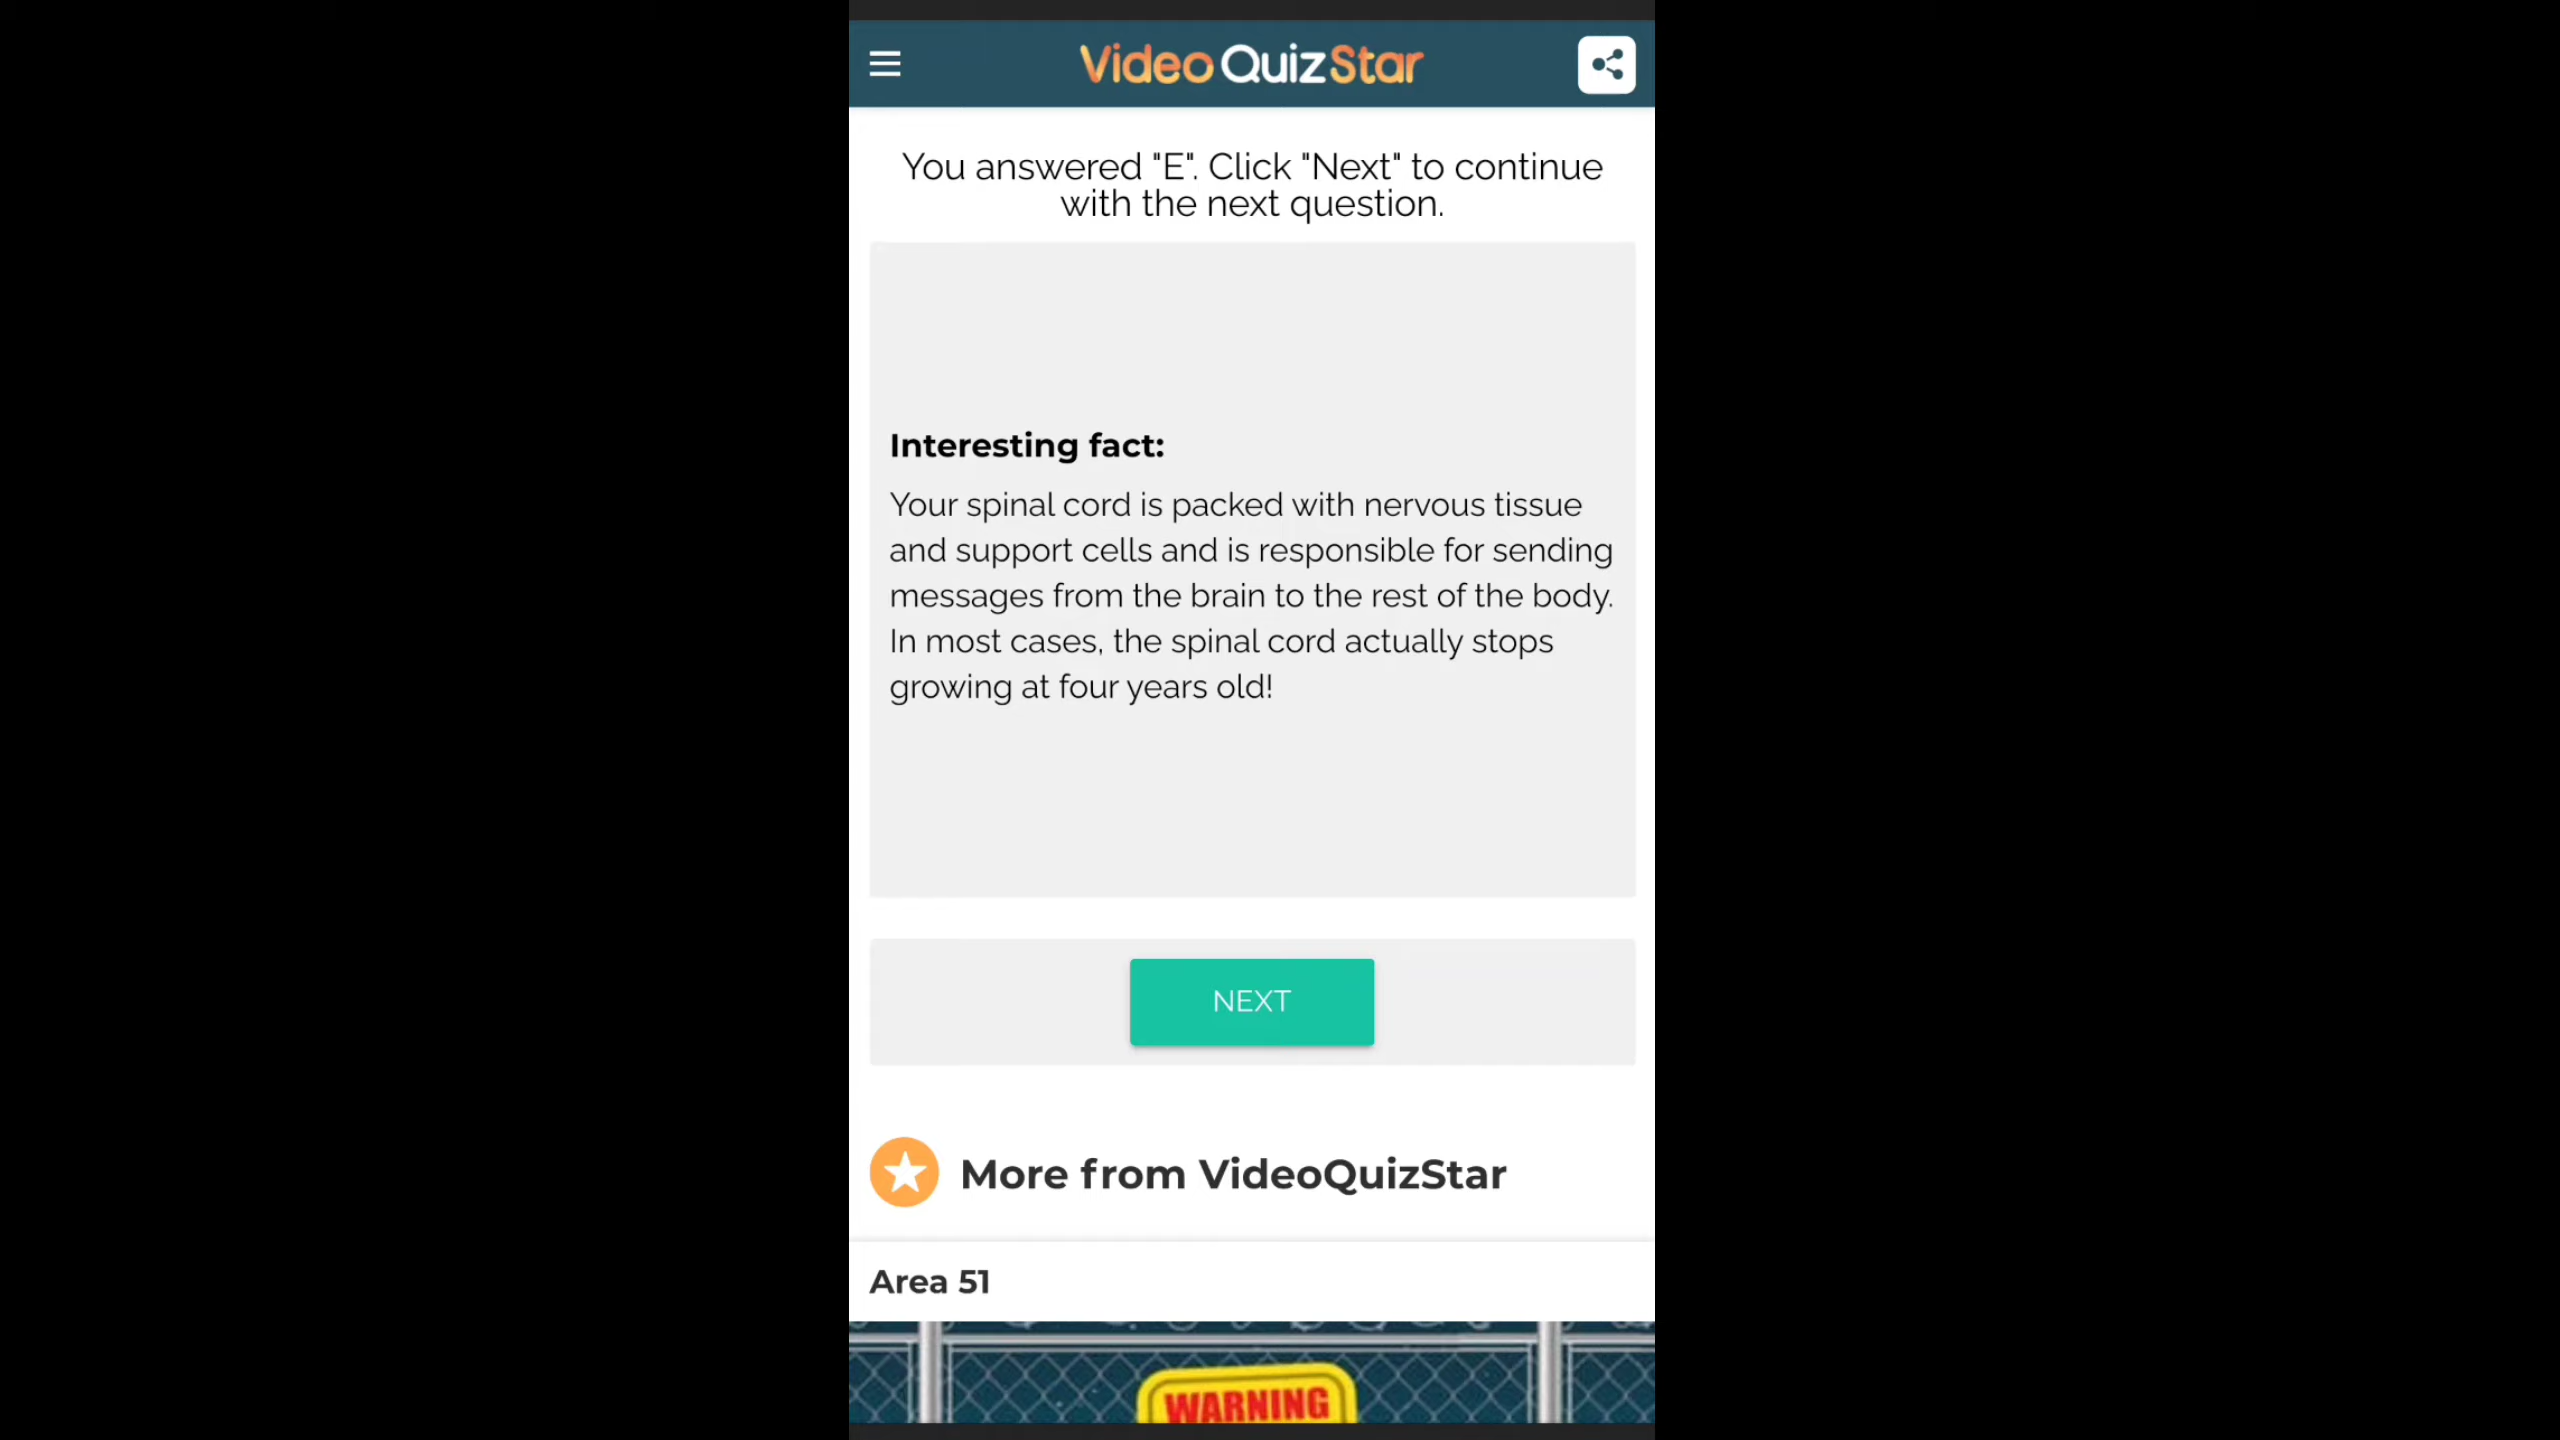 Video Quiz Star
You answered "E". Click "Next" to continue
with the next question.
Interesting fact:
Your spinal cord is packed with nervous tissue
and support cells and is responsible for sending
messages from the brain to the rest of the body.
In most cases, the spinal cord actually stops
growing at four years old!
NEXT
More from VideoQuizStar
Area 51
WARNING